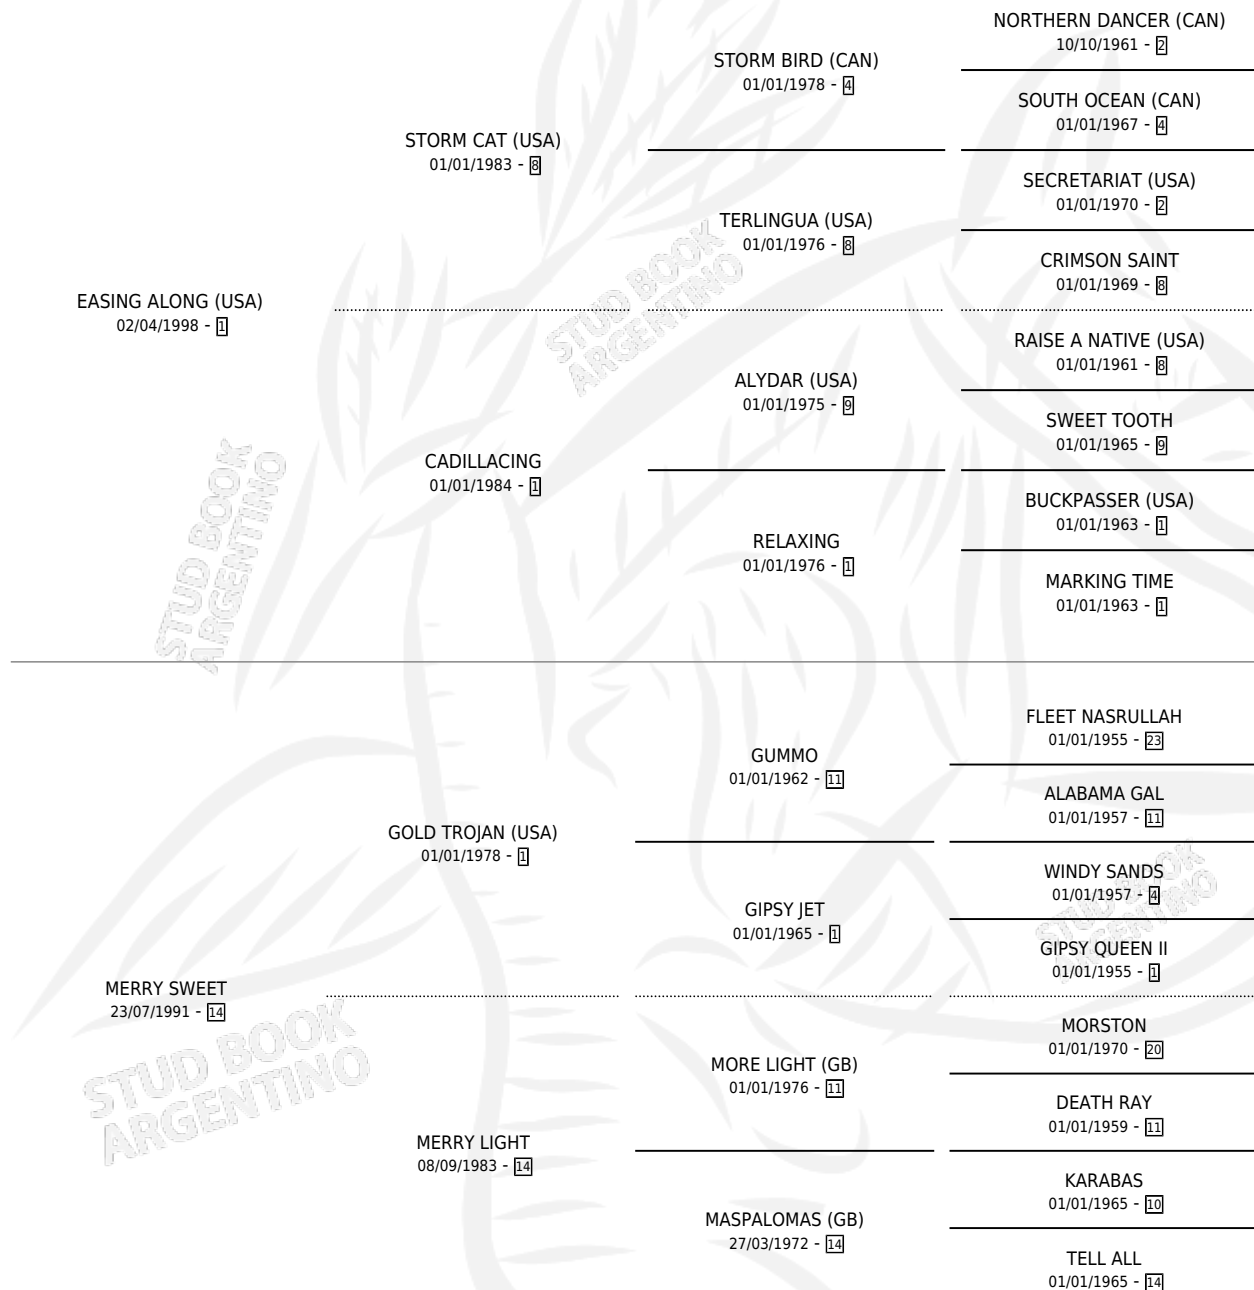 NORTHERN DANCER (CAN)
10/10/1961 - 2
STORM BIRD (CAN)
01/01/1978 - 4
SOUTH OCEAN (CAN)
01/01/1967 - 4
STORM CAT (USA)
01/01/1983 - 8
SECRETARIAT (USA)
01/01/1970 - 2
TERLINGUA (USA)
01/01/1976 - 8
CRIMSON SAINT
01/01/1969 - 8
EASING ALONG (USA)
02/04/1998 - 1
RAISE A NATIVE (USA)
01/01/1961 - 8
ALYDAR (USA)
01/01/1975 - 9
SWEET TOOTH
01/01/1965 - 9
CADILLACING
01/01/1984 - 1
BUCKPASSER (USA)
01/01/1963 - 1
RELAXING
01/01/1976 - 1
MARKING TIME
01/01/1963 - 1
FLEET NASRULLAH
01/01/1955 - 23
GUMMO
01/01/1962 - 11
ALABAMA GAL
01/01/1957 - 11
GOLD TROJAN (USA)
01/01/1978 - 1
WINDY SANDS
01/01/1957 - 4
GIPSY JET
01/01/1965 - 1
GIPSY QUEEN II
01/01/1955 - 1
MERRY SWEET
23/07/1991 - 14
MORSTON
01/01/1970 - 20
MORE LIGHT (GB)
01/01/1976 - 11
DEATH RAY
01/01/1959 - 11
MERRY LIGHT
08/09/1983 - 14
KARABAS
01/01/1965 - 10
MASPALOMAS (GB)
27/03/1972 - 14
TELL ALL
01/01/1965 - 14
STUD BOOK
ARGENTINO
STUD BOOK
ARGENTINO
STUD BOOK
ARGENTINO
STUD BOOK
ARGENTINO